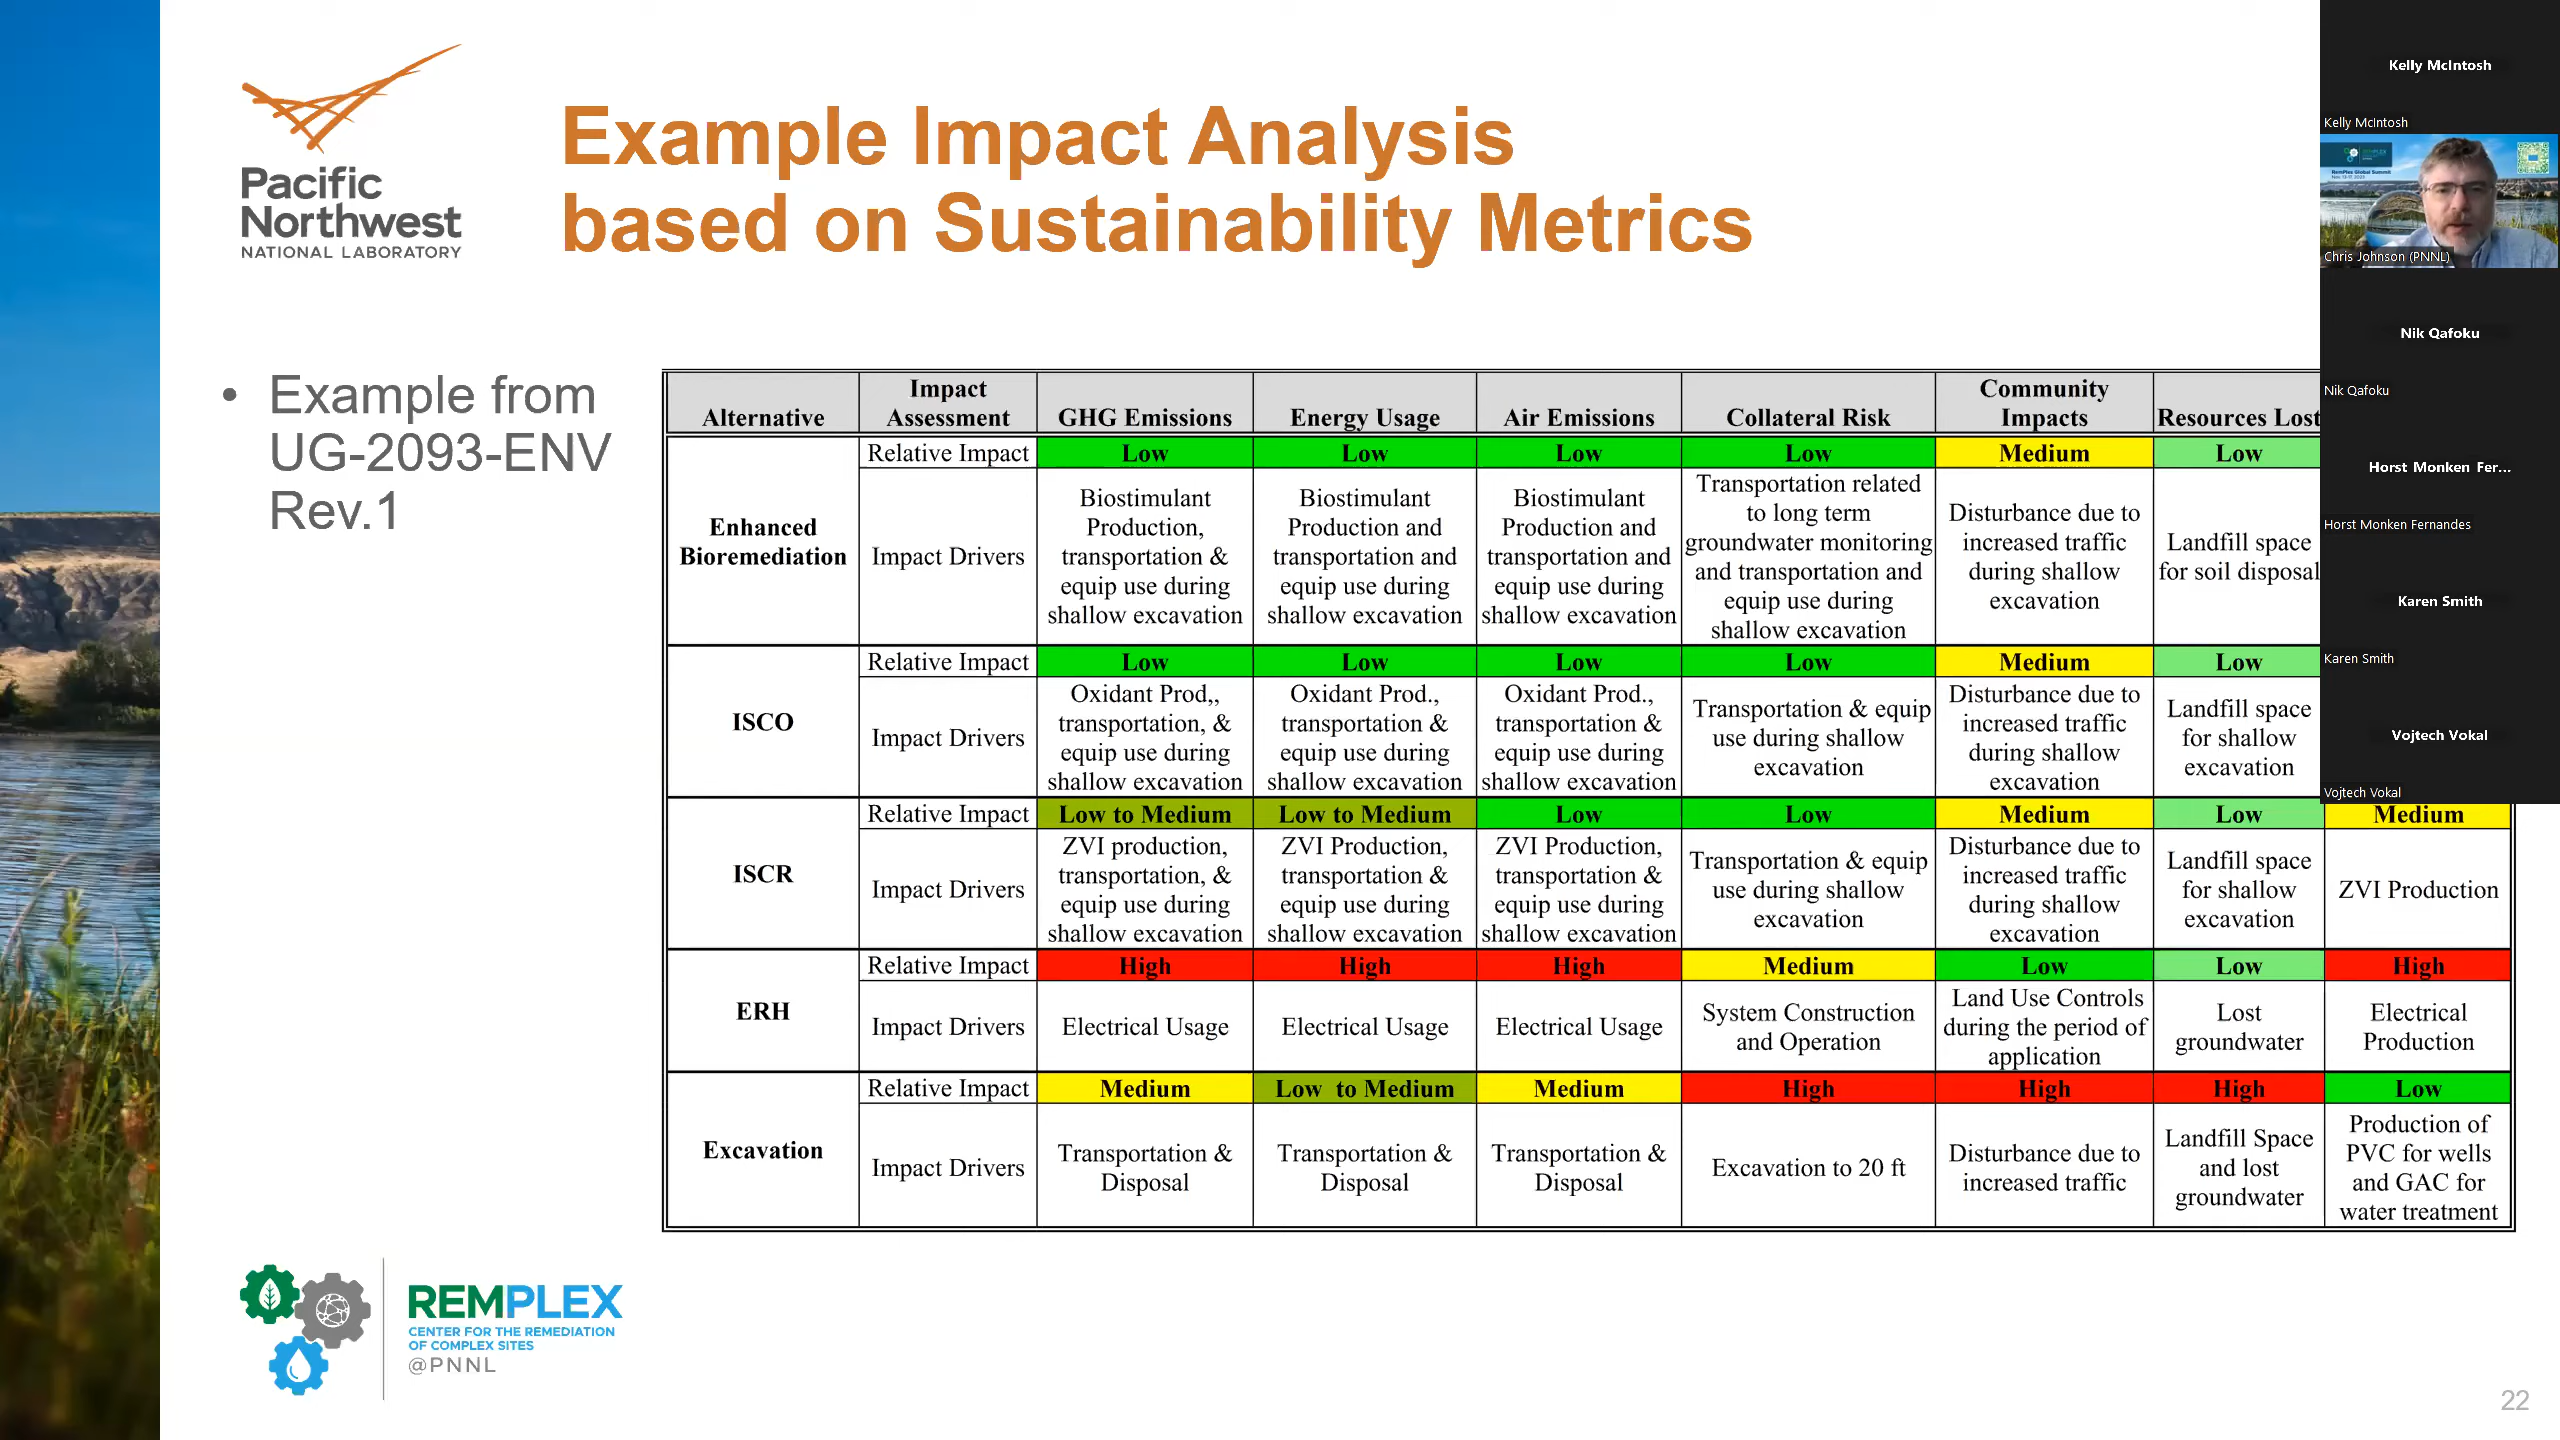 Pacific
Northwest
NATIONAL LABORATORY
Example Impact Analysis
based on Sustainability Metrics
• Example from
UG-2093-ENV
Rev.1
Alternative
Impact
Assessment
GHG Emissions
Energy Usage
Air Emissions
Collateral Risk
Community
Impacts
Resources Lost
Enhanced
Bioremediation
Relative Impact
Low
Low
Low
Low
Medium
Low
Impact Drivers
Biostimulant
Production,
transportation &
equip use during
shallow excavation
Biostimulant
Production and
transportation and
equip use during
shallow excavation
Biostimulant
Production and
transportation and
equip use during
shallow excavation
Transportation related
to long term
groundwater monitoring
and transportation and
equip use during
shallow excavation
Disturbance due to
increased traffic
during shallow
excavation
Landfill space
for soil disposal
ISCO
Relative Impact
Low
Low
Low
Low
Medium
Low
Impact Drivers
Oxidant Prod,,
transportation, &
equip use during
shallow excavation
Oxidant Prod.,
transportation &
equip use during
shallow excavation
Oxidant Prod.,
transportation &
equip use during
shallow excavation
Transportation & equip
use during shallow
excavation
Disturbance due to
increased traffic
during shallow
excavation
Landfill space
for shallow
excavation
ISCR
Relative Impact
Low to Medium
Low to Medium
Low
Low
Medium
Low
Medium
Impact Drivers
ZVI production,
transportation, &
equip use during
shallow excavation
ZVI Production,
transportation &
equip use during
shallow excavation
ZVI Production,
transportation &
equip use during
shallow excavation
Transportation & equip
use during shallow
excavation
Disturbance due to
increased traffic
during shallow
excavation
Landfill space
for shallow
excavation
ZVI Production
ERH
Relative Impact
High
High
High
Medium
Low
Low
High
Impact Drivers
Electrical Usage
Electrical Usage
Electrical Usage
System Construction
and Operation
Land Use Controls
during the period of
application
Lost
groundwater
Electrical
Production
Excavation
Relative Impact
Medium
Low to Medium
Medium
High
High
High
Low
Impact Drivers
Transportation &
Disposal
Transportation &
Disposal
Transportation &
Disposal
Excavation to 20 ft
Disturbance due to
increased traffic
Landfill Space
and lost
groundwater
Production of
PVC for wells
and GAC for
water treatment
REMPLEX
CENTER FOR THE REMEDIATION
OF COMPLEX SITES
@PNNL
22
Kelly McIntosh
Kelly McIntosh
REMPLEX
RemPlex Global Summit
Chris Johnson (PNNL)
Nik Qafoku
Nik Qafoku
Horst Monken Fer...
Horst Monken Fernandes
Karen Smith
Karen Smith
Vojtech Vokal
Vojtech Vokal